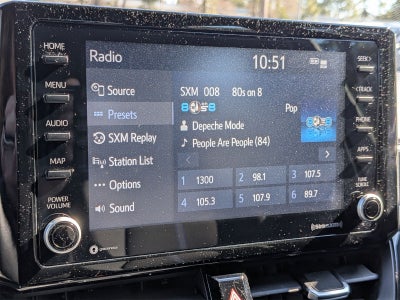 Radio
10:51
HOME
MENU
AUDIO
MAP
POWER
VOLUME
Source
Presets
SXM Replay
Station List
Options
Sound
SXM 008 80s on 8
Pop
Depeche Mode
People Are People (84)
1 1300
2 98.1
3 107.5
4 105.3
5 107.9
6 89.7
SEEK
TRACK
PHONE
APPS
TUNE
SCROLL